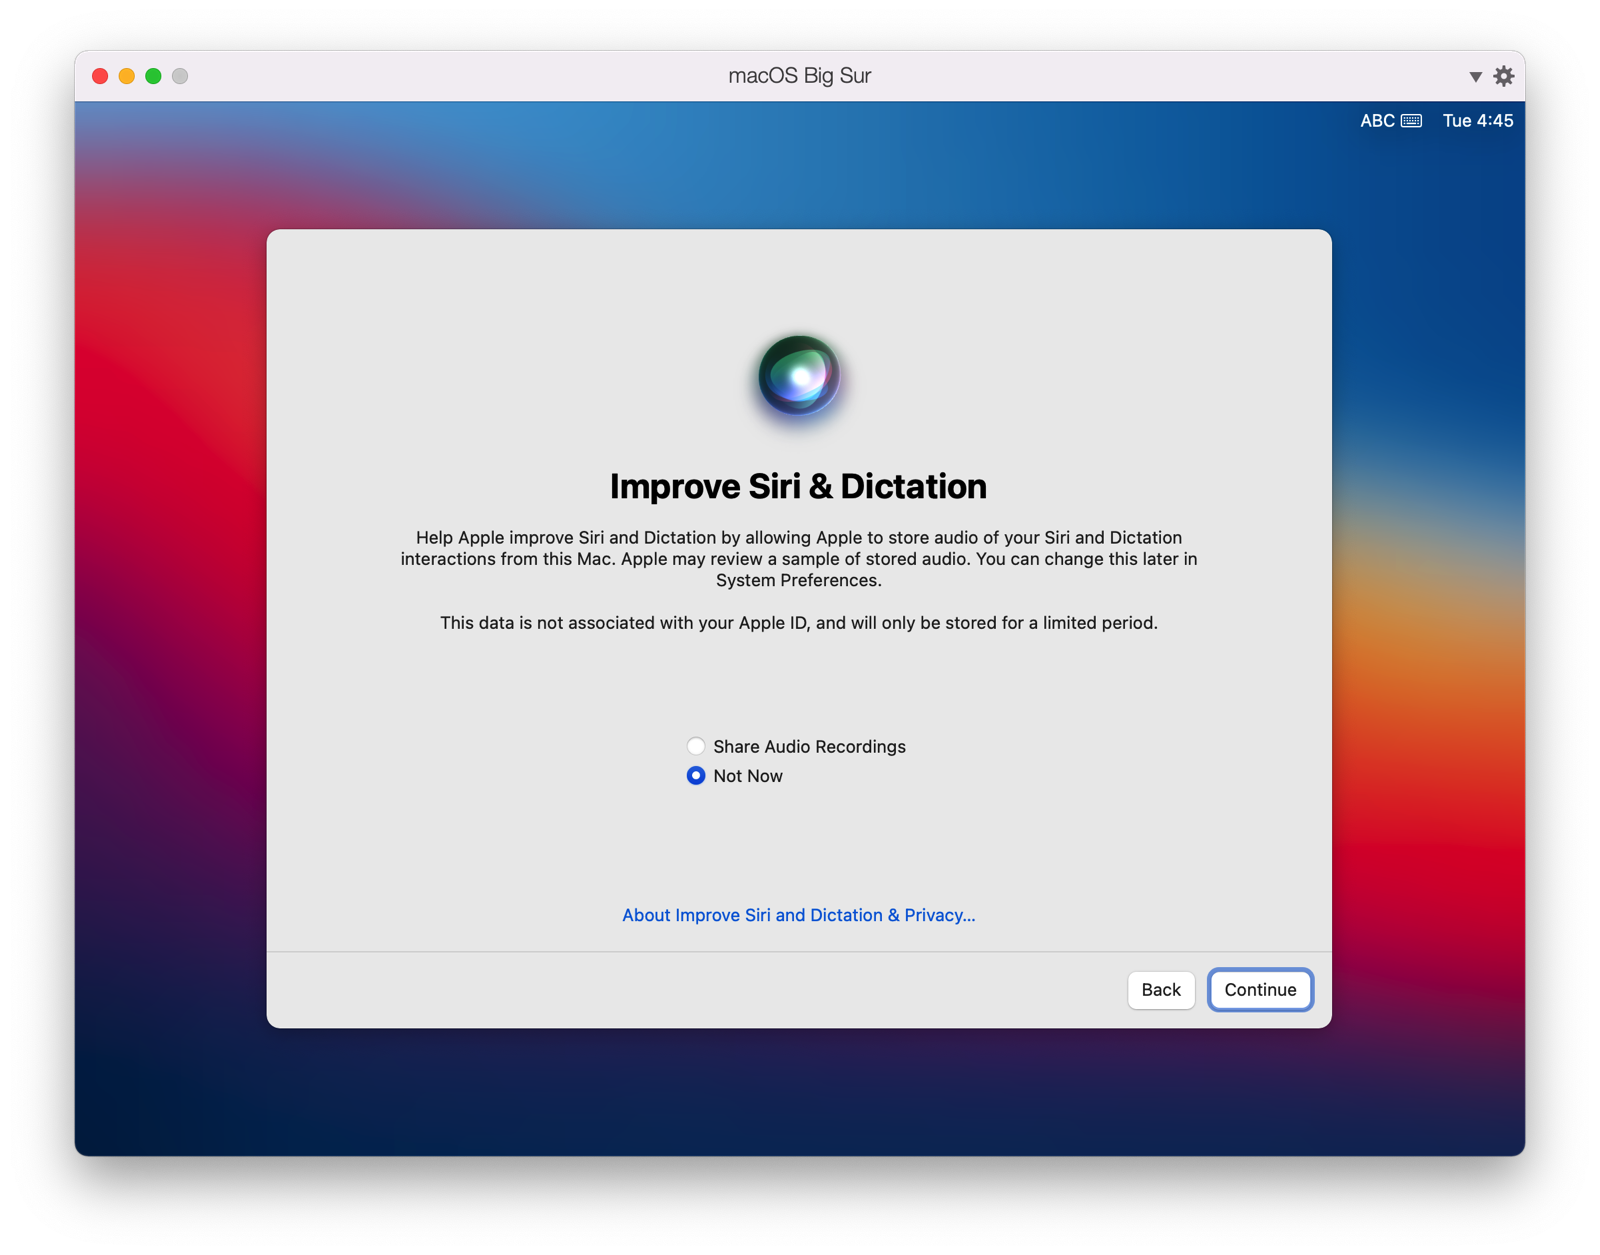 macOS Big Sur
ABC
Tue 4:45
Improve Siri & Dictation
Help Apple improve Siri and Dictation by allowing Apple to store audio of your Siri and Dictation
interactions from this Mac. Apple may review a sample of stored audio. You can change this later in
System Preferences.
This data is not associated with your Apple ID, and will only be stored for a limited period.
Share Audio Recordings
Not Now
About Improve Siri and Dictation & Privacy...
Back
Continue